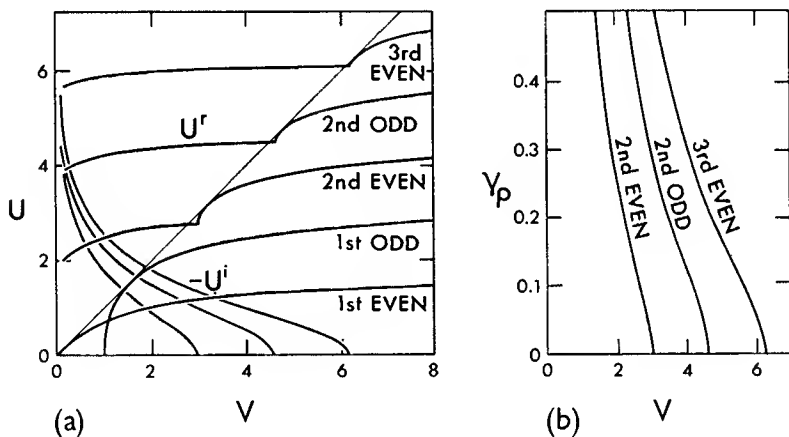 6
4
2
0
U
0
2
4
6
8
V
U^r
-U^i
3rd
EVEN
2nd ODD
2nd EVEN
1st ODD
1st EVEN
(a)
0.4
0.3
0.2
0.1
0
γp
0
2
4
6
V
2nd EVEN
2nd ODD
3rd EVEN
(b)